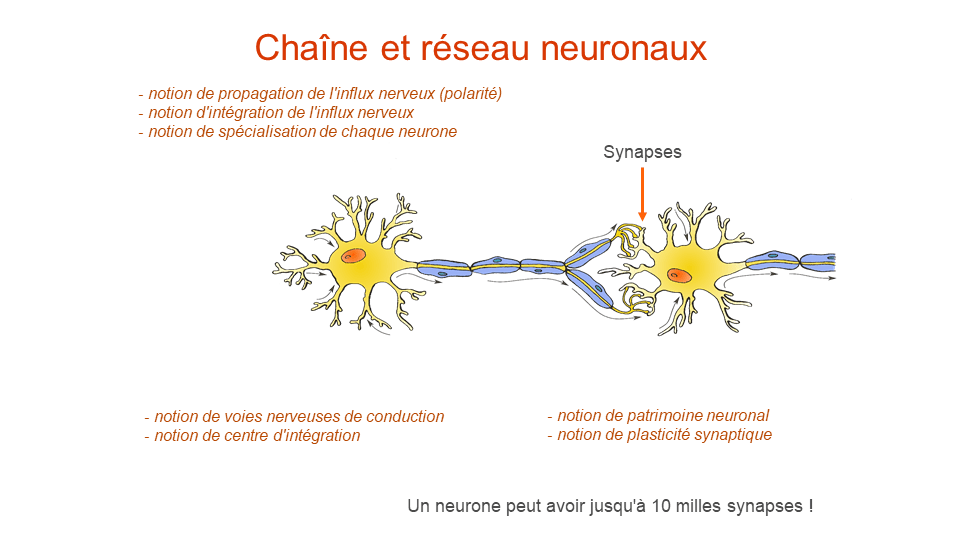 Chaîne et réseau neuronaux
- notion de propagation de l'influx nerveux (polarité)
- notion d'intégration de l'influx nerveux
- notion de spécialisation de chaque neurone
Synapses
- notion de voies nerveuses de conduction
- notion de centre d'intégration
- notion de patrimoine neuronal
- notion de plasticité synaptique
Un neurone peut avoir jusqu'à 10 milles synapses !